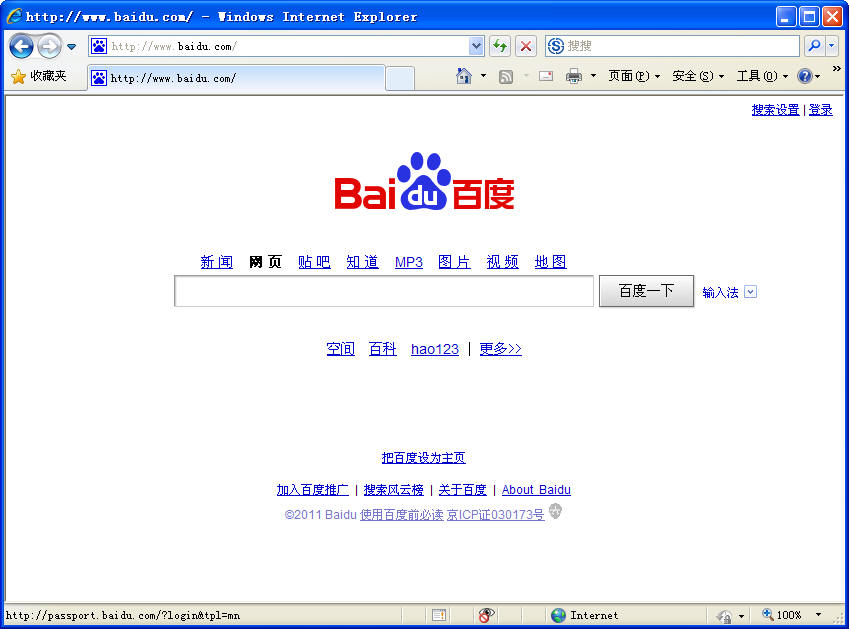 http://www.baidu.com/ - Windows Internet Explorer
http://www.baidu.com/ 搜搜
收藏夹 http://www.baidu.com/ 页面(P) 安全(S) 工具(O) »
搜索设置 | 登录
Bai du 百度
新闻 网页 贴吧 知道 MP3 图片 视频 地图
百度一下 输入法
空间 百科 hao123 | 更多>>
把百度设为主页
加入百度推广 | 搜索风云榜 | 关于百度 | About Baidu
©2011 Baidu 使用百度前必读 京ICP证030173号
http://passport.baidu.com/?login&tpl=mn Internet 100%